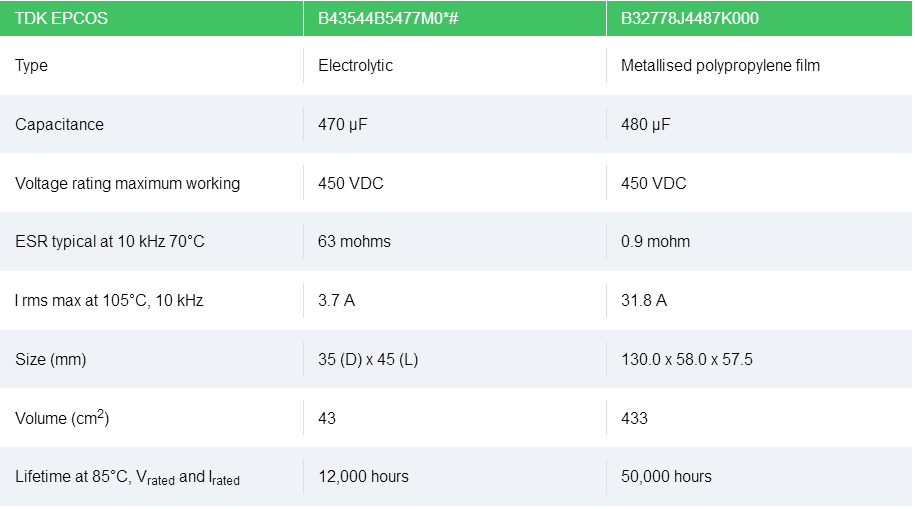 TDK EPCOS B43544B5477M0*# B32778J4487K000
Type Electrolytic Metallised polypropylene film
Capacitance 470 µF 480 µF
Voltage rating maximum working 450 VDC 450 VDC
ESR typical at 10 kHz 70°C 63 mohms 0.9 mohm
I rms max at 105°C, 10 kHz 3.7 A 31.8 A
Size (mm) 35 (D) x 45 (L) 130.0 x 58.0 x 57.5
Volume (cm²) 43 433
Lifetime at 85°C, Vrated and Irated 12,000 hours 50,000 hours